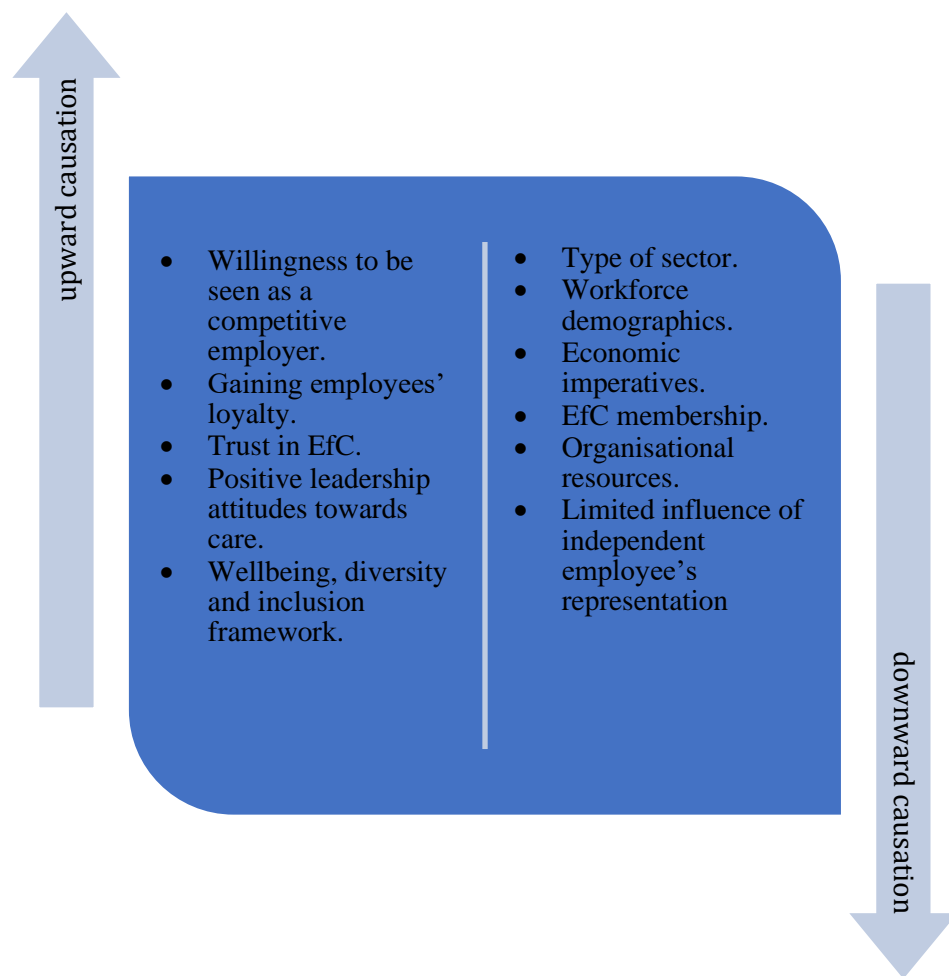 upward causation
• Willingness to be
seen as a
competitive
employer.
• Gaining employees’
loyalty.
• Trust in EfC.
• Positive leadership
attitudes towards
care.
• Wellbeing, diversity
and inclusion
framework.
• Type of sector.
• Workforce
demographics.
• Economic
imperatives.
• EfC membership.
• Organisational
resources.
• Limited influence of
independent
employee’s
representation
downward causation